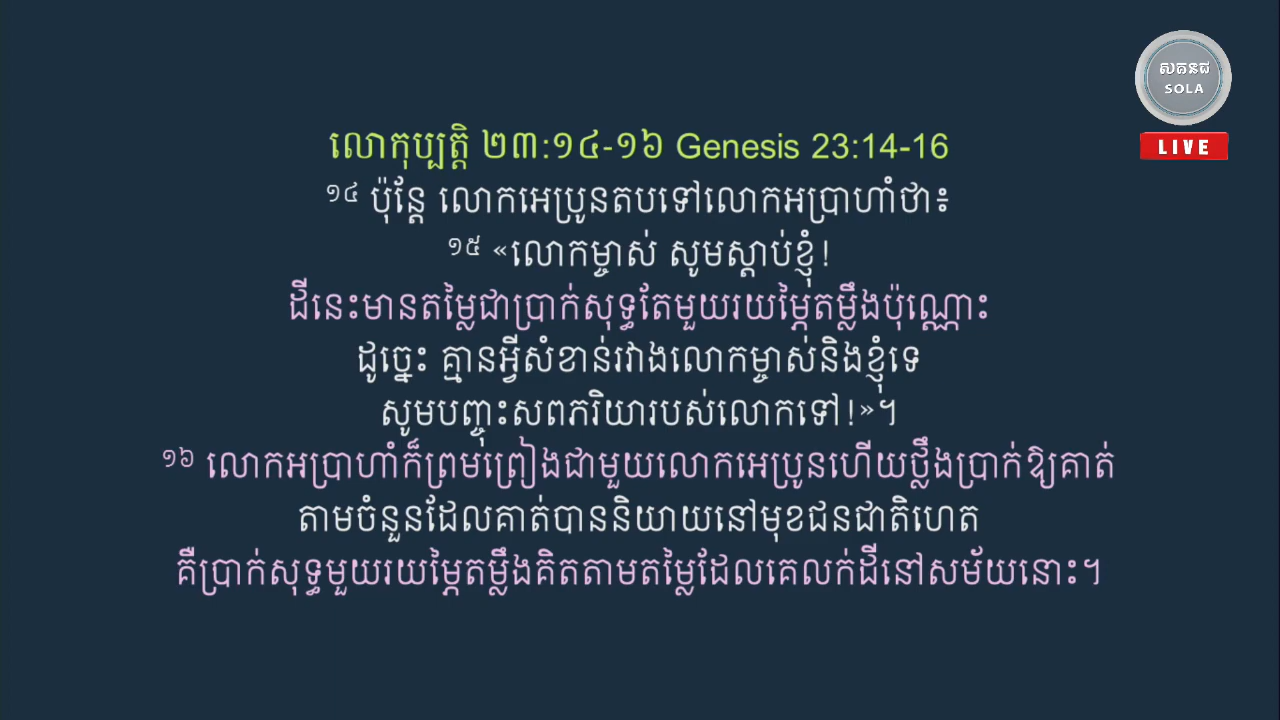 សគនជ
SOLA
LIVE
លោកុប្បត្តិ ២៣:១៤-១៦ Genesis 23:14-16
១៤ ប៉ុន្តែ លោកអេប្រូនតបទៅលោកអប្រាហាំថា៖
១៥ «លោកម្ចាស់ សូមស្ដាប់ខ្ញុំ!
ដីនេះមានតម្លៃជាប្រាក់សុទ្ធតែមួយរយម្ភៃតម្លឹងប៉ុណ្ណោះ
ដូច្នេះ គ្មានអ្វីសំខាន់រវាងលោកម្ចាស់និងខ្ញុំទេ
សូមបញ្ចុះសពភរិយារបស់លោកទៅ!»។
១៦ លោកអប្រាហាំក៏ព្រមព្រៀងជាមួយលោកអេប្រូនហើយថ្លឹងប្រាក់ឱ្យគាត់
តាមចំនួនដែលគាត់បាននិយាយនៅមុខជនជាតិហេត
គឺប្រាក់សុទ្ធមួយរយម្ភៃតម្លឹងគិតតាមតម្លៃដែលគេលក់ដីនៅសម័យនោះ។